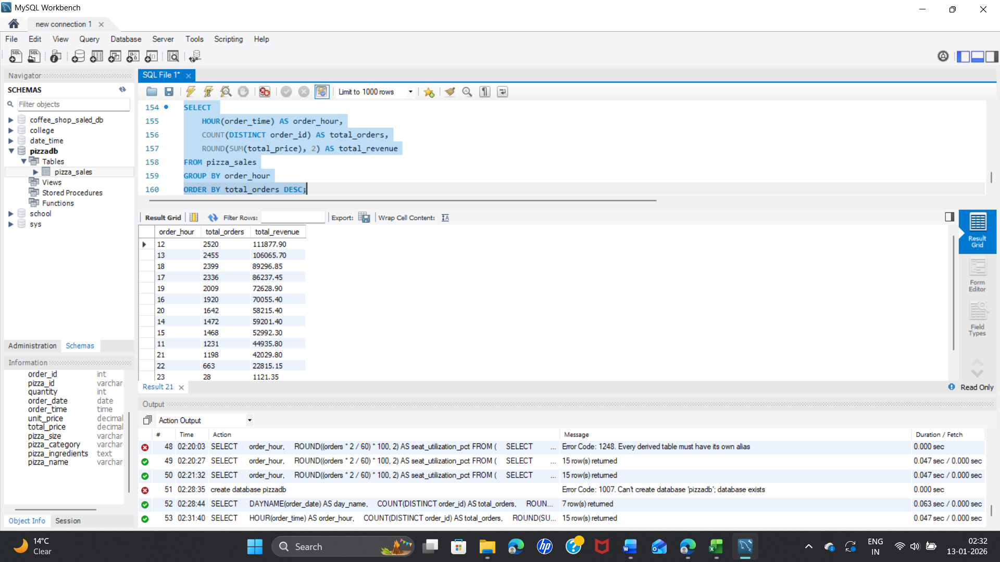 MySQL Workbench
new connection 1
File Edit View Query Database Server Tools Scripting Help
Navigator
SCHEMAS
Filter objects
coffee_shop_saled_db
college
date_time
pizzadb
Tables
pizza_sales
Views
Stored Procedures
Functions
school
sys
Administration Schemas
Information
order_id int
pizza_id varchar
quantity int
order_date date
order_time time
unit_price decimal
total_price decimal
pizza_size varchar
pizza_category varchar
pizza_ingredients text
pizza_name varchar
Object Info Session
SQL File 1*
Limit to 1000 rows
154 SELECT
155 HOUR(order_time) AS order_hour,
156 COUNT(DISTINCT order_id) AS total_orders,
157 ROUND(SUM(total_price), 2) AS total_revenue
158 FROM pizza_sales
159 GROUP BY order_hour
160 ORDER BY total_orders DESC;
Result Grid Filter Rows: Export: Wrap Cell Content:
order_hour total_orders total_revenue
12 2520 111877.90
13 2455 106065.70
18 2399 89296.85
17 2336 86237.45
19 2009 72628.90
16 1920 70055.40
20 1642 58215.40
14 1472 59201.40
15 1468 52992.30
11 1231 44935.80
21 1198 42029.80
22 663 22815.15
23 28 1121.35
Result Grid
Form Editor
Field Types
Result 21
Read Only
Output
Action Output
# Time Action Message Duration / Fetch
48 02:20:03 SELECT order_hour, ROUND((orders * 2 / 60) * 100, 2) AS seat_utilization_pct FROM ( SELECT ... Error Code: 1248. Every derived table must have its own alias 0.000 sec
49 02:20:27 SELECT order_hour, ROUND((orders * 2 / 60) * 100, 2) AS seat_utilization_pct FROM ( SELECT ... 15 row(s) returned 0.047 sec / 0.000 sec
50 02:21:32 SELECT order_hour, ROUND((orders * 2 / 60) * 100, 2) AS seat_utilization_pct FROM ( SELECT ... 15 row(s) returned 0.047 sec / 0.000 sec
51 02:28:35 create database pizzadb Error Code: 1007. Can't create database 'pizzadb'; database exists 0.000 sec
52 02:28:44 SELECT DAYNAME(order_date) AS day_name, COUNT(DISTINCT order_id) AS total_orders, ROUN... 7 row(s) returned 0.063 sec / 0.000 sec
53 02:31:40 SELECT HOUR(order_time) AS order_hour, COUNT(DISTINCT order_id) AS total_orders, ROUND(SU... 15 row(s) returned 0.047 sec / 0.000 sec
14°C
Clear
Search
ENG
IN
02:32
13-01-2026